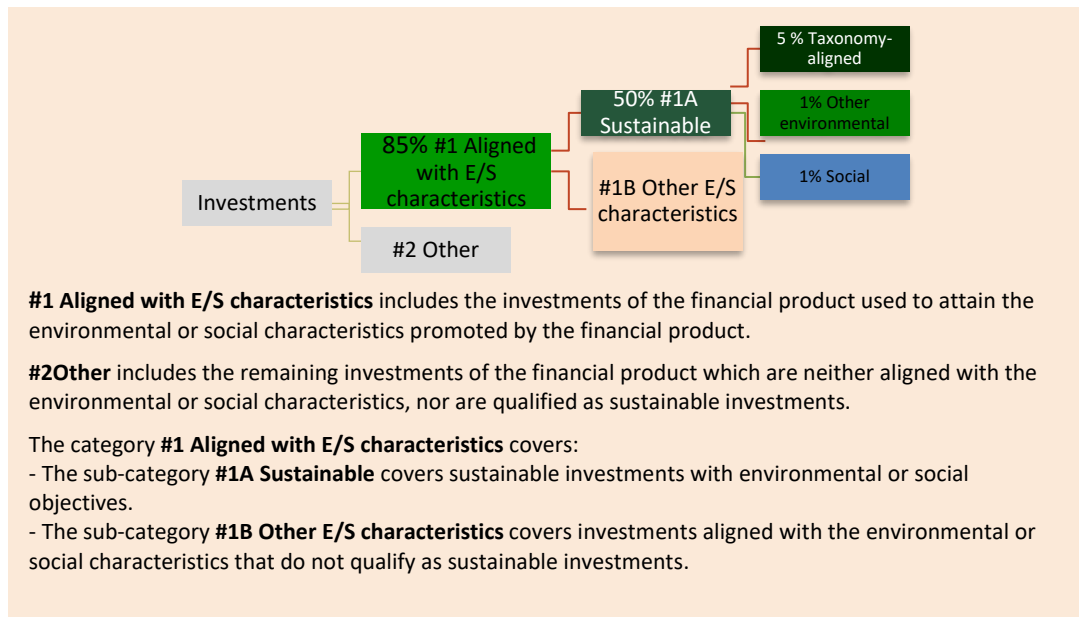 5 % Taxonomy-
aligned
50% #1A
Sustainable
1% Other
environmental
85% #1 Aligned
with E/S
characteristics
#1B Other E/S
characteristics
1% Social
Investments
#2 Other
#1 Aligned with E/S characteristics includes the investments of the financial product used to attain the
environmental or social characteristics promoted by the financial product.
#2Other includes the remaining investments of the financial product which are neither aligned with the
environmental or social characteristics, nor are qualified as sustainable investments.
The category #1 Aligned with E/S characteristics covers:
- The sub-category #1A Sustainable covers sustainable investments with environmental or social
objectives.
- The sub-category #1B Other E/S characteristics covers investments aligned with the environmental or
social characteristics that do not qualify as sustainable investments.